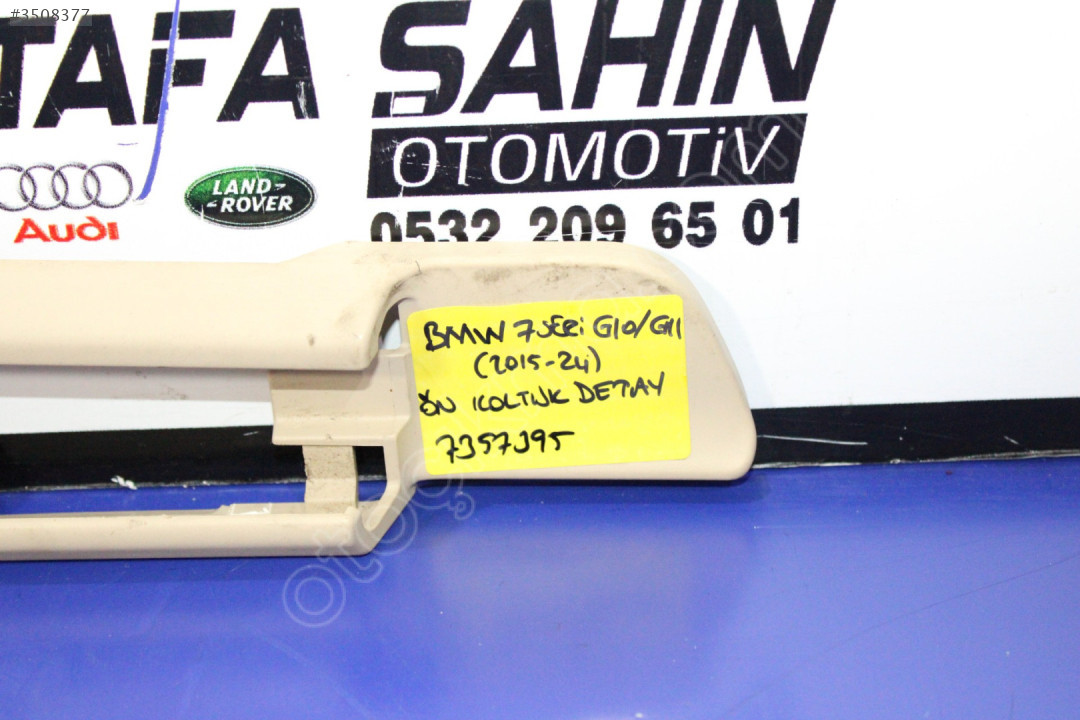 #3508377
TAFA ŞAHİN
OTOMOTİV
Audi
LAND-
-ROVER
0532 209 65 01
BMW 7 SERİ G10/G11
(2015-24)
ÖN KOLTUK DETAY
7357395